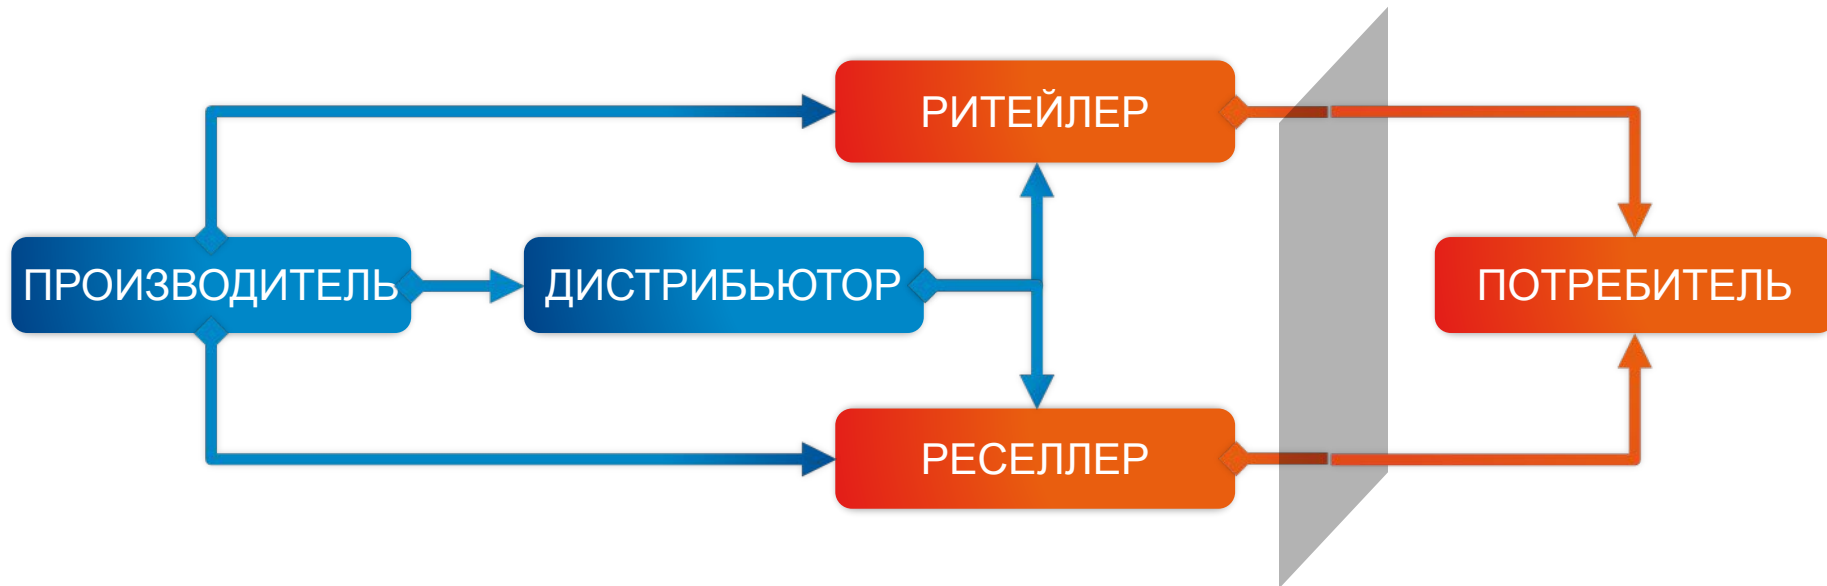 РИТЕЙЛЕР
ПРОИЗВОДИТЕЛЬ
ДИСТРИБЬЮТОР
ПОТРЕБИТЕЛЬ
РЕСЕЛЛЕР